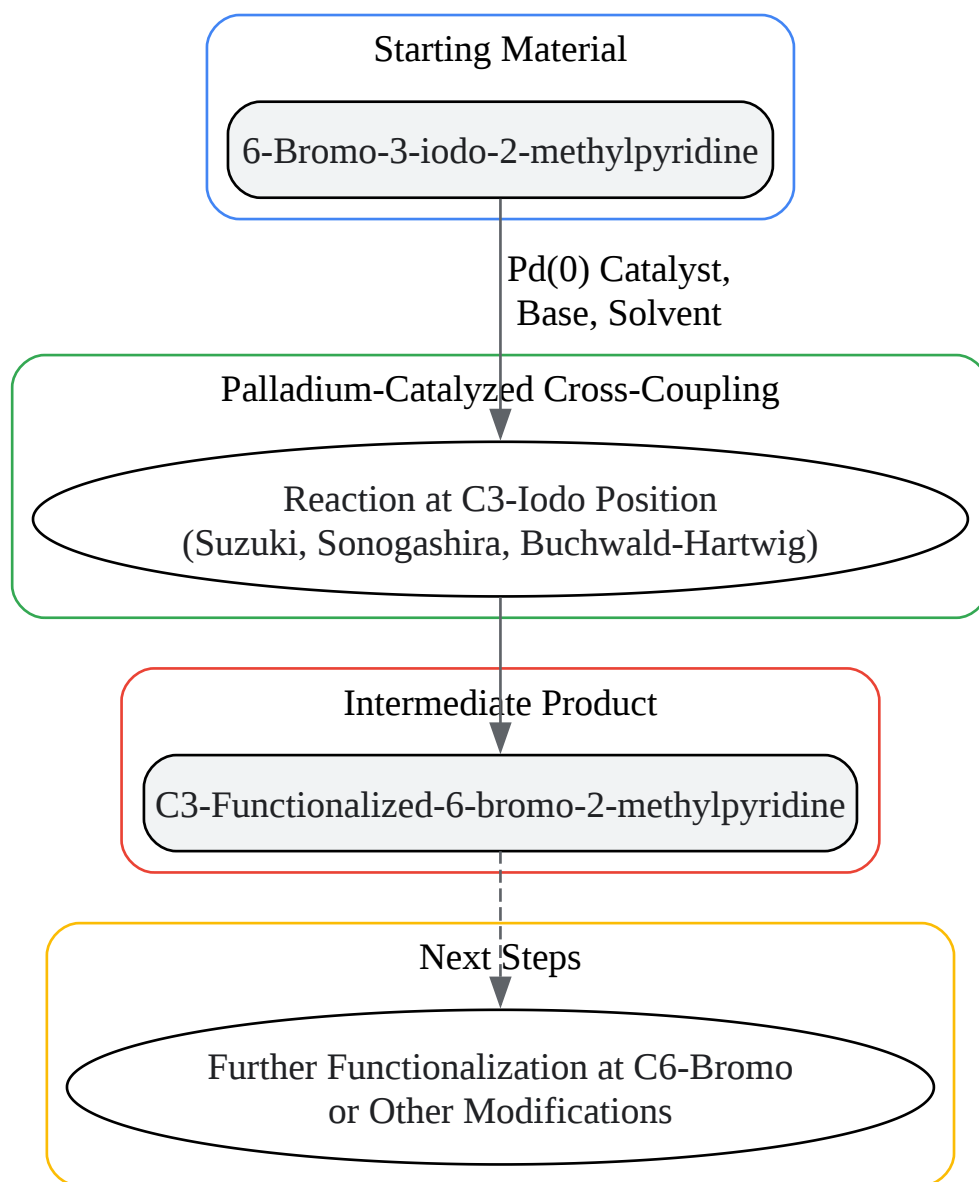 Starting Material
6-Bromo-3-iodo-2-methylpyridine
Pd(0) Catalyst,
Base, Solvent
Palladium-Catalyzed Cross-Coupling
Reaction at C3-Iodo Position
(Suzuki, Sonogashira, Buchwald-Hartwig)
Intermediate Product
C3-Functionalized-6-bromo-2-methylpyridine
Next Steps
Further Functionalization at C6-Bromo
or Other Modifications